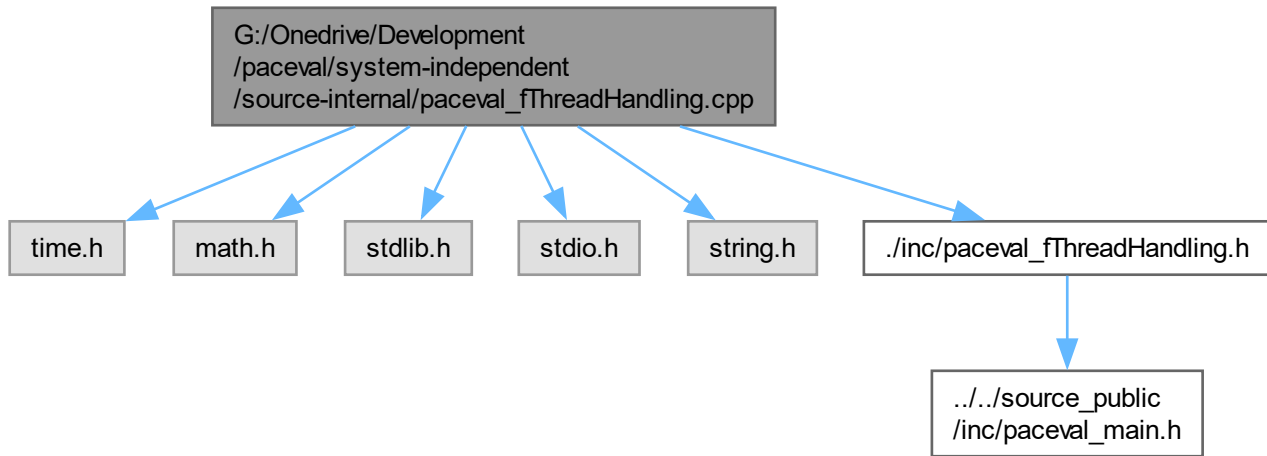 G:/Onedrive/Development
/paceval/system-independent
/source-internal/paceval_fThreadHandling.cpp
time.h
math.h
stdlib.h
stdio.h
string.h
./inc/paceval_fThreadHandling.h
../../source_public
/inc/paceval_main.h